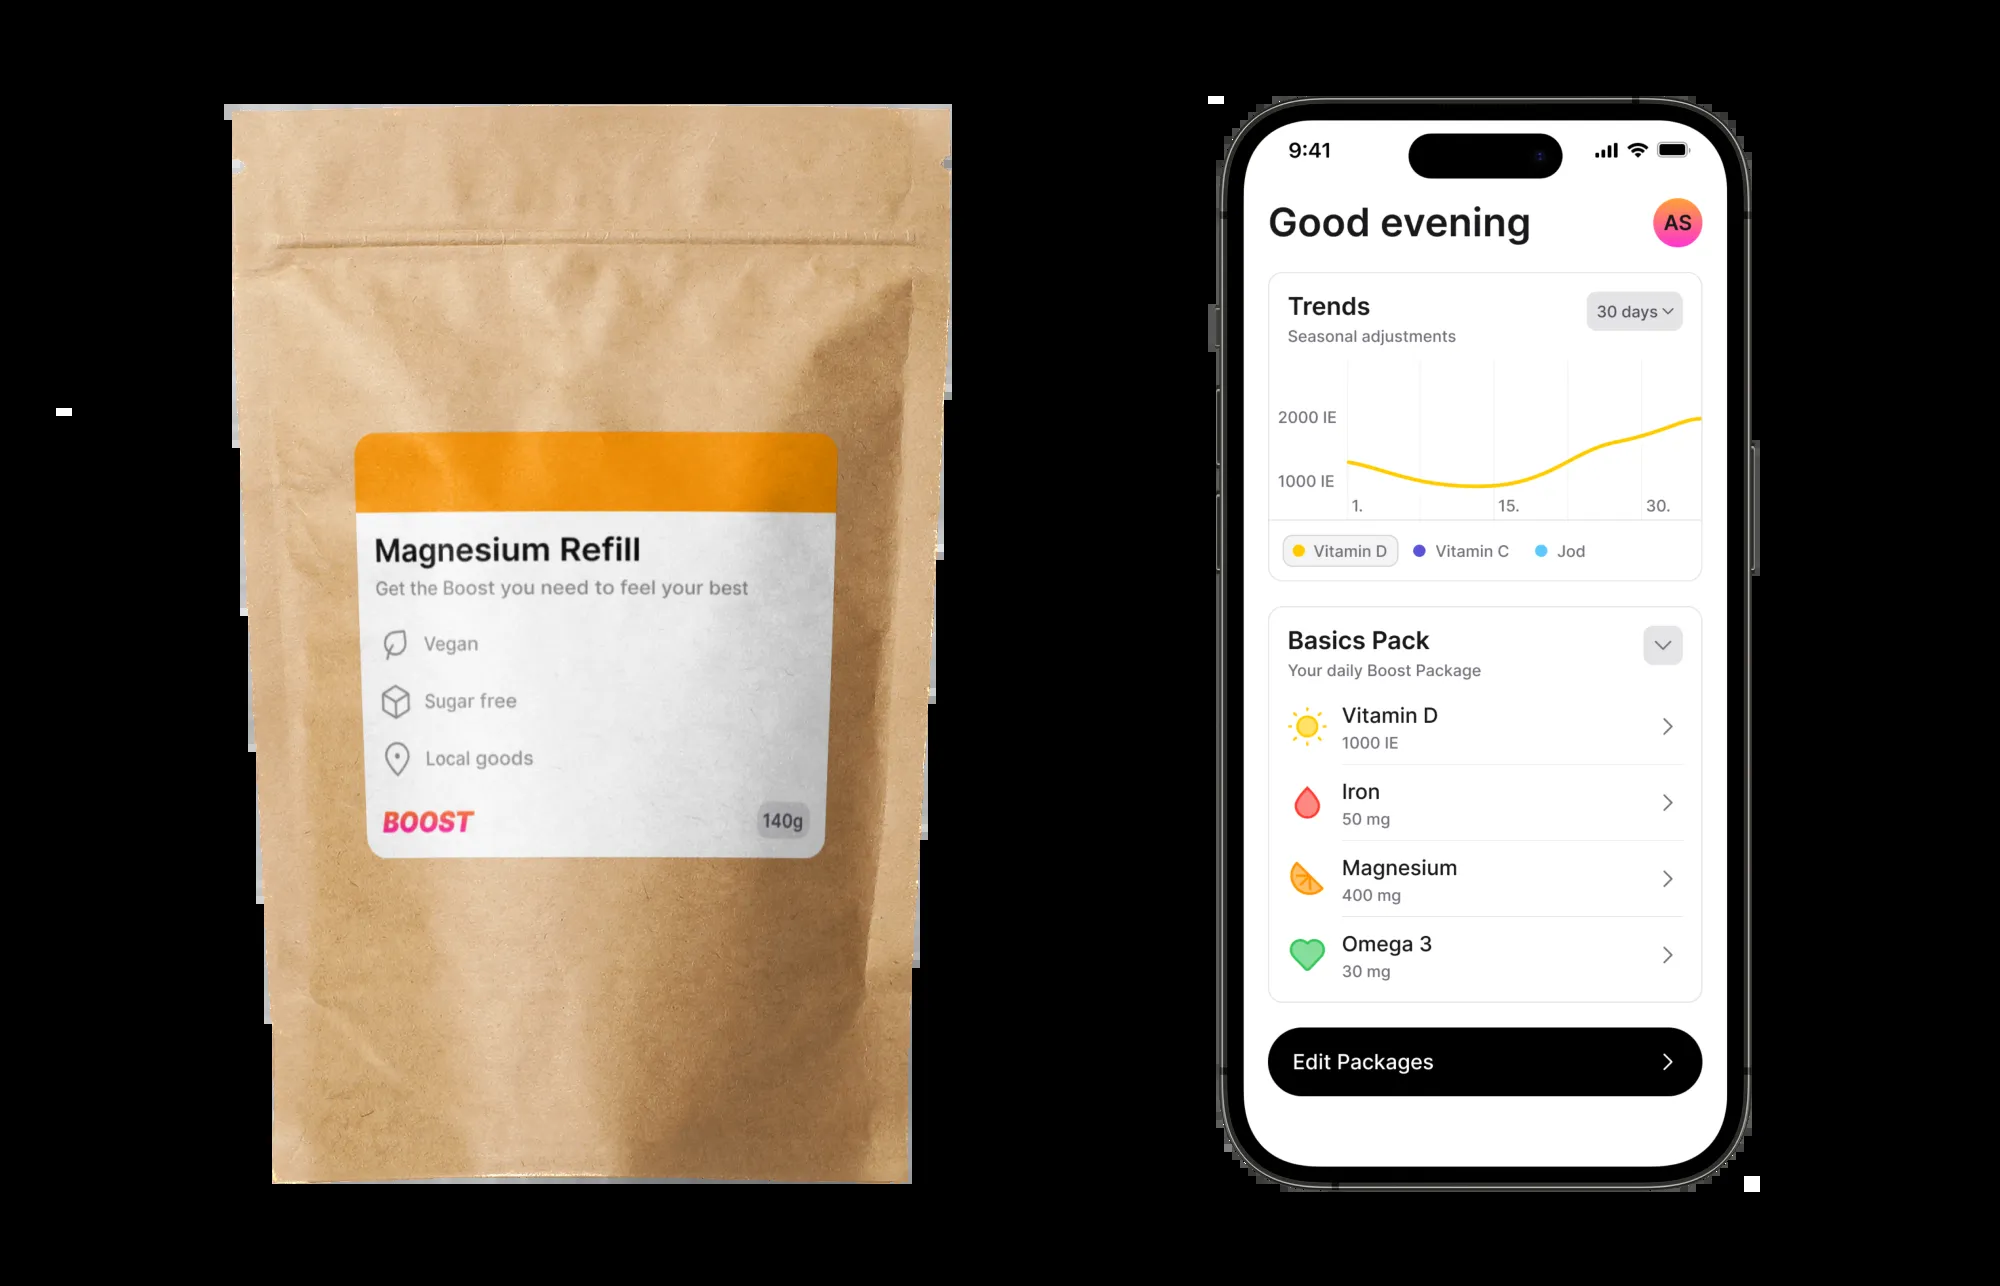 Magnesium Refill
Get the Boost you need to feel your best
Vegan
Sugar free
Local goods
BOOST
140g
9:41
Good evening
AS
Trends
30 days
Seasonal adjustments
2000 IE
1000 IE
1.
15.
30.
Vitamin D
Vitamin C
Jod
Basics Pack
Your daily Boost Package
Vitamin D
1000 IE
Iron
50 mg
Magnesium
400 mg
Omega 3
30 mg
Edit Packages